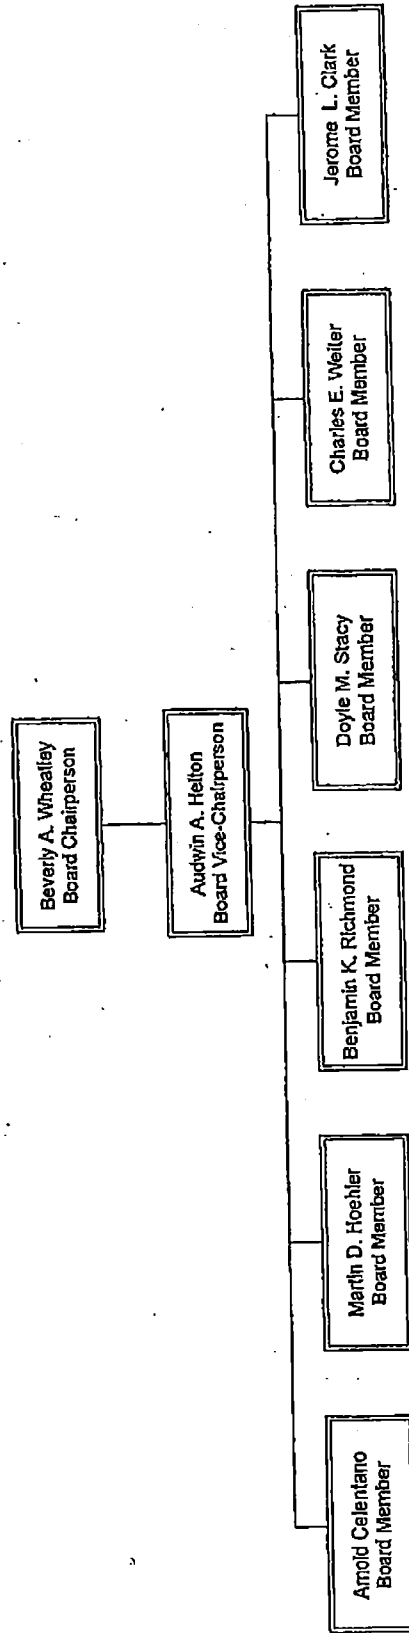 Beverly A. Wheatley
Board Chairperson
Audwin A. Helton
Board Vice-Chairperson
Arnold Celentano
Board Member
Martin D. Hoehler
Board Member
Benjamin K. Richmond
Board Member
Doyle M. Stacy
Board Member
Charles E. Weiter
Board Member
Jerome L. Clark
Board Member